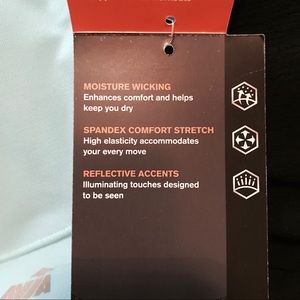 MOISTURE WICKING
Enhances comfort and helps
keep you dry
SPANDEX COMFORT STRETCH
High elasticity accommodates
your every move
REFLECTIVE ACCENTS
Illuminating touches designed
to be seen